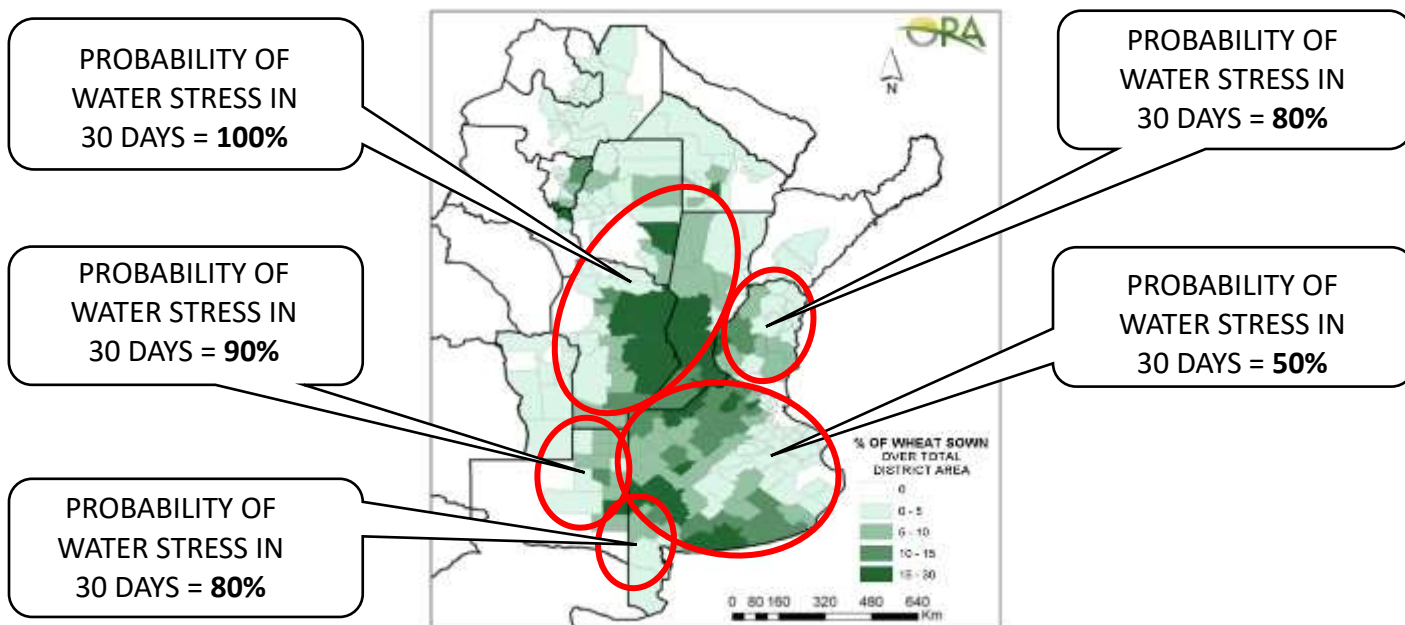 PROBABILITY OF
WATER STRESS IN
30 DAYS = 100%
PROBABILITY OF
WATER STRESS IN
30 DAYS = 90%
PROBABILITY OF
WATER STRESS IN
30 DAYS = 80%
ORA
N
PROBABILITY OF
WATER STRESS IN
30 DAYS = 80%
PROBABILITY OF
WATER STRESS IN
30 DAYS = 50%
% OF WHEAT SOWN
OVER TOTAL
DISTRICT AREA
0
0 - 5
5 - 10
10 - 15
15 - 30
0 80 160 320 480 640
Km